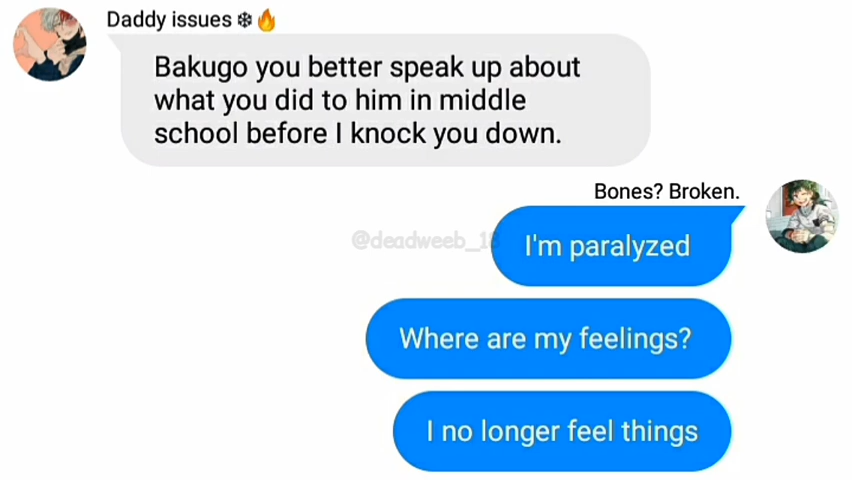 Daddy issues ❄🔥
Bakugo you better speak up about
what you did to him in middle
school before I knock you down.
Bones? Broken.
@deadweeb_18
I'm paralyzed
Where are my feelings?
I no longer feel things